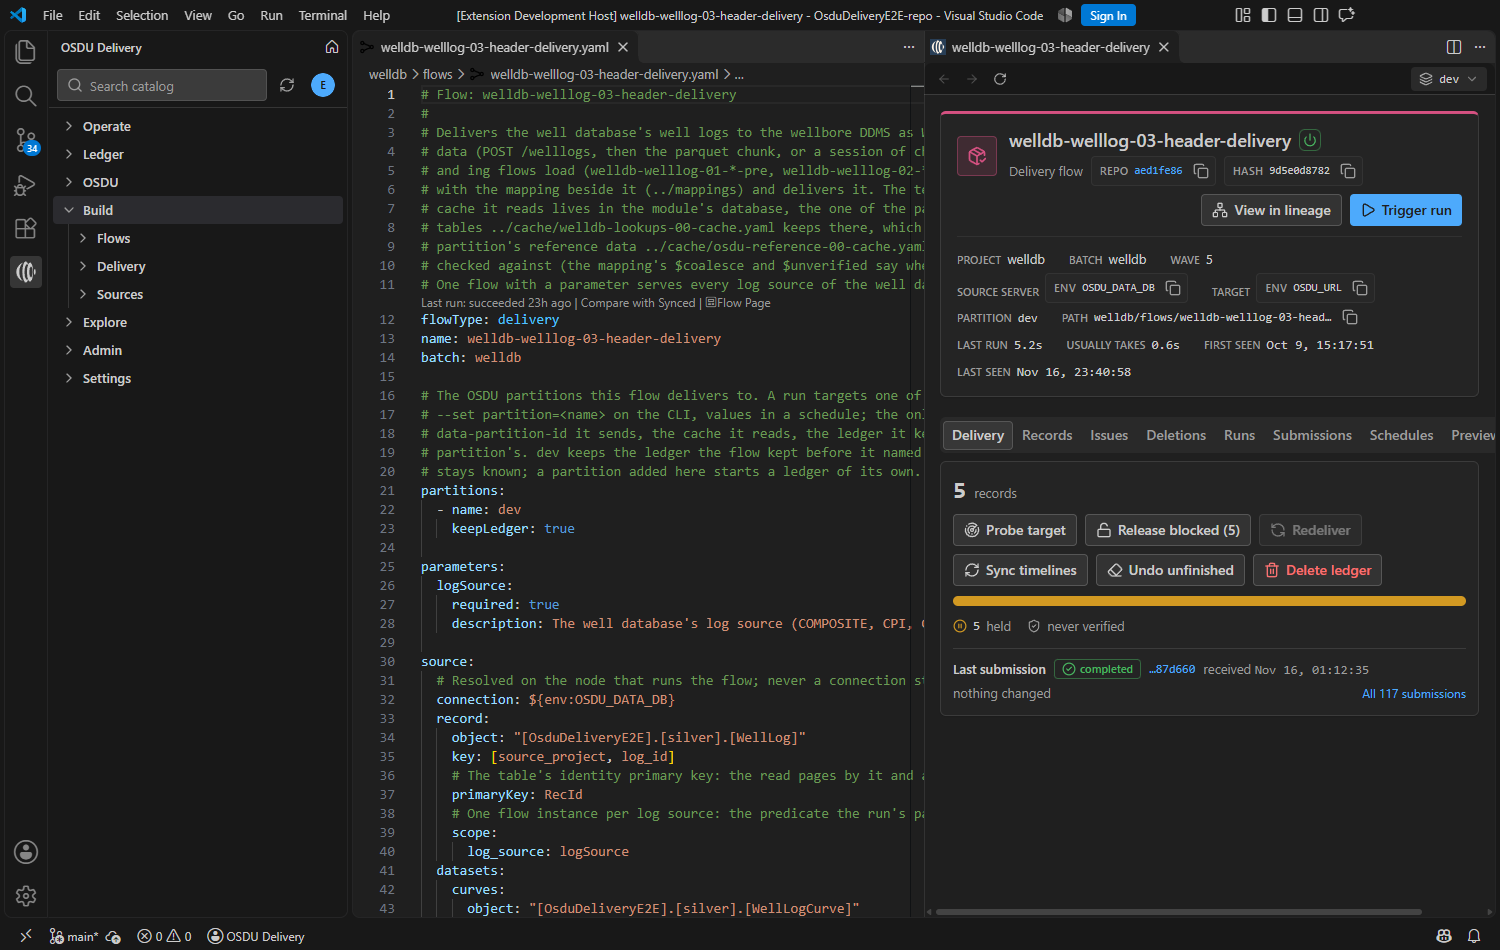 File Edit Selection View Go Run Terminal Help
[Extension Development Host] welldb-welllog-03-header-delivery - OsduDeliveryE2E-repo - Visual Studio Code
Sign In
OSDU Delivery
Search catalog
E
34
Operate
Ledger
OSDU
Build
Flows
Delivery
Sources
Explore
Admin
Settings
welldb-welllog-03-header-delivery.yaml
welldb > flows > welldb-welllog-03-header-delivery.yaml > ...
1 # Flow: welldb-welllog-03-header-delivery
2 #
3 # Delivers the well database's well logs to the wellbore DDMS as W
4 # data (POST /welllogs, then the parquet chunk, or a session of ch
5 # and ing flows load (welldb-welllog-01-*-pre, welldb-welllog-02-*
6 # with the mapping beside it (../mappings) and delivers it. The te
7 # cache it reads lives in the module's database, the one of the pa
8 # tables ../cache/welldb-lookups-00-cache.yaml keeps there, which
9 # partition's reference data ../cache/osdu-reference-00-cache.yaml
10 # checked against (the mapping's $coalesce and $unverified say whe
11 # One flow with a parameter serves every log source of the well da
Last run: succeeded 23h ago | Compare with Synced | Flow Page
12 flowType: delivery
13 name: welldb-welllog-03-header-delivery
14 batch: welldb
15
16 # The OSDU partitions this flow delivers to. A run targets one of
17 # --set partition=<name> on the CLI, values in a schedule; the onl
18 # data-partition-id it sends, the cache it reads, the ledger it ke
19 # partition's. dev keeps the ledger the flow kept before it named
20 # stays known; a partition added here starts a ledger of its own.
21 partitions:
22 - name: dev
23 keepLedger: true
24
25 parameters:
26 logSource:
27 required: true
28 description: The well database's log source (COMPOSITE, CPI, C
29
30 source:
31 # Resolved on the node that runs the flow; never a connection st
32 connection: ${env:OSDU_DATA_DB}
33 record:
34 object: "[OsduDeliveryE2E].[silver].[WellLog]"
35 key: [source_project, log_id]
36 # The table's identity primary key: the read pages by it and a
37 primaryKey: RecId
38 # One flow instance per log source: the predicate the run's pa
39 scope:
40 log_source: logSource
41 datasets:
42 curves:
43 object: "[OsduDeliveryE2E].[silver].[WellLogCurve]"
welldb-welllog-03-header-delivery
dev
welldb-welllog-03-header-delivery
Delivery flow REPO aed1fe86 HASH 9d5e0d8782
View in lineage Trigger run
PROJECT welldb BATCH welldb WAVE 5
SOURCE SERVER ENV OSDU_DATA_DB TARGET ENV OSDU_URL
PARTITION dev PATH welldb/flows/welldb-welllog-03-head...
LAST RUN 5.2s USUALLY TAKES 0.6s FIRST SEEN Oct 9, 15:17:51
LAST SEEN Nov 16, 23:40:58
Delivery Records Issues Deletions Runs Submissions Schedules Preview
5 records
Probe target Release blocked (5) Redeliver
Sync timelines Undo unfinished Delete ledger
5 held never verified
Last submission completed …87d660 received Nov 16, 01:12:35
nothing changed All 117 submissions
main* 0 0 OSDU Delivery